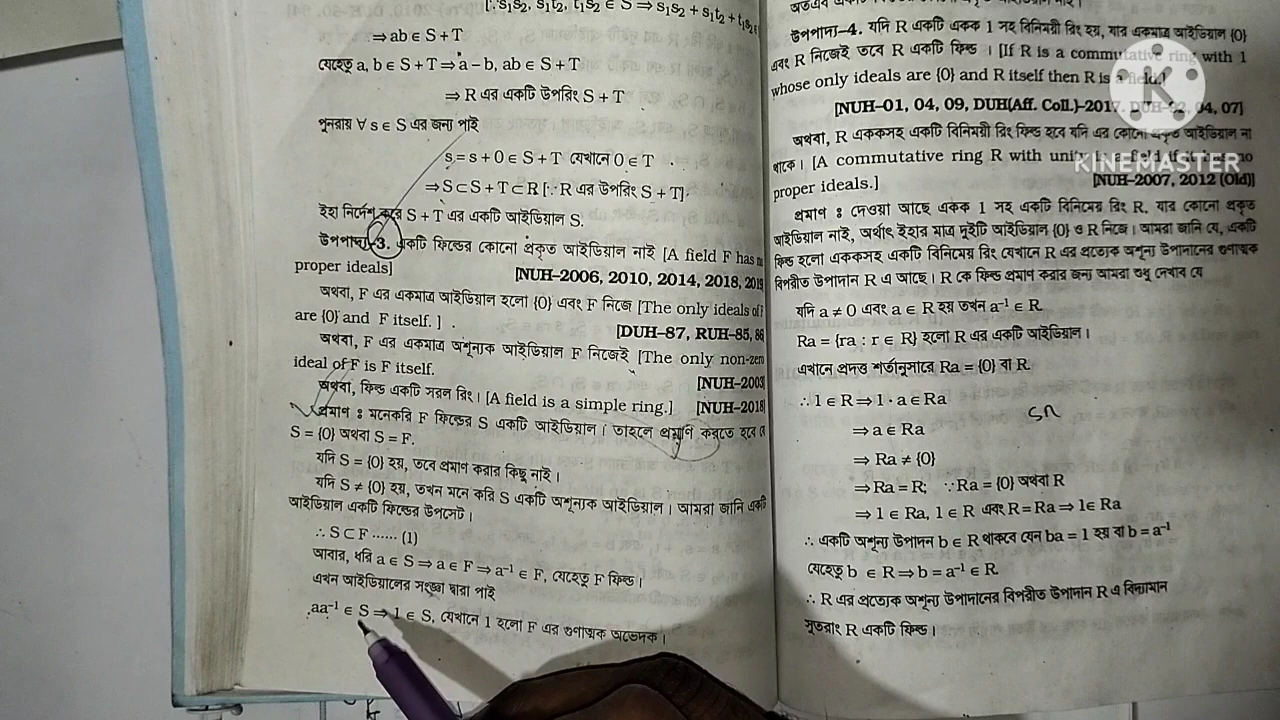 [∵ s₁s₂, s₁t₂, t₁s₂ ∈ S ⇒ s₁s₂ + s₁t₂ + t₁s₂ ∈
⇒ ab ∈ S + T
যেহেতু a, b ∈ S + T ⇒ a − b, ab ∈ S + T
⇒ R এর একটি উপরিং S + T
পুনরায় ∀ s ∈ S এর জন্য পাই
s = s + 0 ∈ S + T যেখানে 0 ∈ T
⇒ S ⊂ S + T ⊂ R [∵ R এর উপরিং S + T]
ইহা নির্দেশ করে S + T এর একটি আইডিয়াল S.
উপপাদ্য–3. একটি ফিল্ডের কোনো প্রকৃত আইডিয়াল নাই [A field F has
proper ideals]
[NUH–2006, 2010, 2014, 2018, 2019
অথবা, F এর একমাত্র আইডিয়াল হলো {0} এবং F নিজে [The only ideals of
are {0} and F itself. ]
[DUH–87, RUH–85, 86
অথবা, F এর একমাত্র অশূন্যক আইডিয়াল F নিজেই [The only non-zero
ideal of F is F itself.
[NUH–2003
অথবা, ফিল্ড একটি সরল রিং। [A field is a simple ring.] [NUH–2018
প্রমাণ ঃ মনেকরি F ফিল্ডের S একটি আইডিয়াল। তাহলে প্রমাণ করতে হবে যে
S = {0} অথবা S = F.
যদি S = {0} হয়, তবে প্রমাণ করার কিছু নাই।
যদি S ≠ {0} হয়, তখন মনে করি S একটি অশূন্যক আইডিয়াল। আমরা জানি একটি
আইডিয়াল একটি ফিল্ডের উপসেট।
∴ S ⊂ F ...... (1)
আবার, ধরি a ∈ S ⇒ a ∈ F ⇒ a⁻¹ ∈ F, যেহেতু F ফিল্ড।
এখন আইডিয়ালের সংজ্ঞা দ্বারা পাই
aa⁻¹ ∈ S ⇒ 1 ∈ S, যেখানে 1 হলো F এর গুণাত্মক অভেদক।
উপপাদ্য–4. যদি R একটি একক 1 সহ বিনিময়ী রিং হয়, যার একমাত্র আইডিয়াল {0}
এবং R নিজেই তবে R একটি ফিল্ড । [If R is a commutative ring with 1
whose only ideals are {0} and R itself then R is a field.]
[NUH–01, 04, 09, DUH(Aff. Coll.)–2017. DUH–02, 04, 07]
অথবা, R এককসহ একটি বিনিময়ী রিং ফিল্ড হবে যদি এর কোনো প্রকৃত আইডিয়াল না
থাকে। [A commutative ring R with unity is a field if it has no
proper ideals.]
[NUH–2007, 2012 (Old)]
KINEMASTER
প্রমাণ ঃ দেওয়া আছে একক 1 সহ একটি বিনিমেয় রিং R. যার কোনো প্রকৃত
আইডিয়াল নাই, অর্থাৎ ইহার মাত্র দুইটি আইডিয়াল {0} ও R নিজে। আমরা জানি যে, একটি
ফিল্ড হলো এককসহ একটি বিনিমেয় রিং যেখানে R এর প্রত্যেক অশূন্য উপাদানের গুণাত্মক
বিপরীত উপাদান R এ আছে। R কে ফিল্ড প্রমাণ করার জন্য আমরা শুধু দেখাব যে
যদি a ≠ 0 এবং a ∈ R হয় তখন a⁻¹ ∈ R.
Ra = {ra : r ∈ R} হলো R এর একটি আইডিয়াল।
এখানে প্রদত্ত শর্তানুসারে Ra = {0} বা R.
∴ 1 ∈ R ⇒ 1 · a ∈ Ra
⇒ a ∈ Ra
⇒ Ra ≠ {0}
⇒ Ra = R, ∵ Ra = {0} অথবা R
⇒ 1 ∈ Ra, 1 ∈ R এবং R = Ra ⇒ 1∈ Ra
∴ একটি অশূন্য উপাদন b ∈ R থাকবে যেন ba = 1 হয় বা b = a⁻¹
যেহেতু b ∈ R ⇒ b = a⁻¹ ∈ R.
∴ R এর প্রত্যেক অশূন্য উপাদানের বিপরীত উপাদান R এ বিদ্যমান
সুতরাং R একটি ফিল্ড।